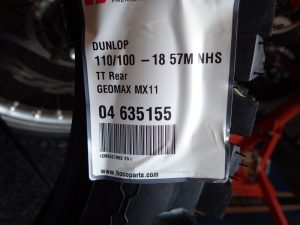 DUNLOP
110/100 - 18 57M NHS
TT Rear
GEOMAX MX11
04 635155
www.hocoparts.com